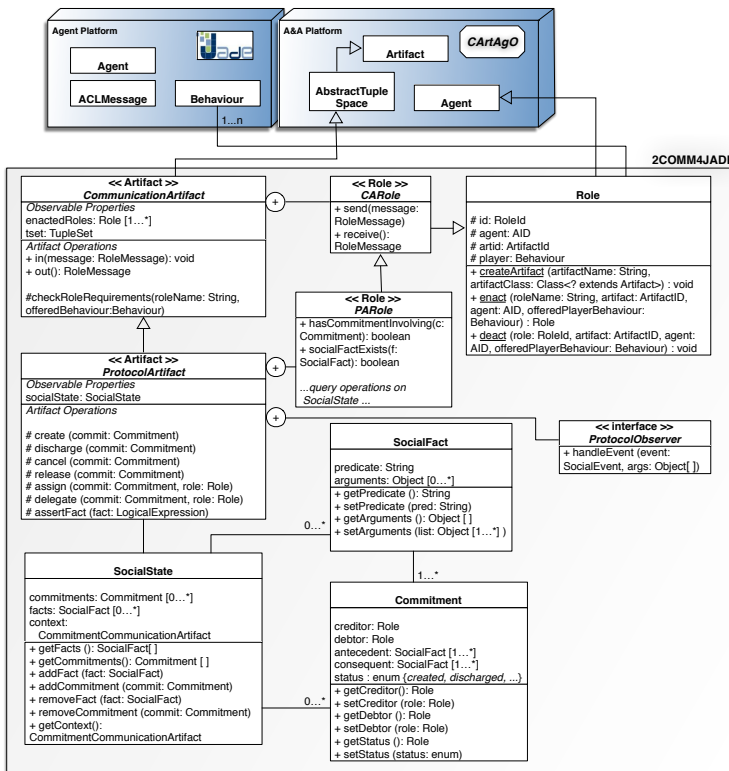 Agent Platform
Jade
Agent
ACLMessage
Behaviour
1...n
A&A Platform
CArtAgO
Artifact
AbstractTuple
Space
Agent
2COMM4JADE
<< Artifact >>
CommunicationArtifact
Observable Properties
enactedRoles: Role [1...*]
tset: TupleSet
Artifact Operations
+ in(message: RoleMessage): void
+ out(): RoleMessage
#checkRoleRequirements(roleName: String,
offeredBehaviour:Behaviour)
+
<< Role >>
CARole
+ send(message:
RoleMessage)
+ receive():
RoleMessage
Role
# id: RoleId
# agent: AID
# artid: ArtifactId
# player: Behaviour
+ createArtifact (artifactName: String,
artifactClass: Class<? extends Artifact>) : void
+ enact (roleName: String, artifact: ArtifactID,
agent: AID, offeredPlayerBehaviour:
Behaviour) : Role
+ deact (role: RoleId, artifact: ArtifactID, agent:
AID, offeredPlayerBehaviour: Behaviour) : void
<< Role >>
PARole
+ hasCommitmentInvolving(c:
Commitment): boolean
+ socialFactExists(f:
SocialFact): boolean
...query operations on
SocialState ...
+
<< Artifact >>
ProtocolArtifact
Observable Properties
socialState: SocialState
Artifact Operations
# create (commit: Commitment)
# discharge (commit: Commitment)
# cancel (commit: Commitment)
# release (commit: Commitment)
# assign (commit: Commitment, role: Role)
# delegate (commit: Commitment, role: Role)
# assertFact (fact: LogicalExpression)
+
<< interface >>
ProtocolObserver
+ handleEvent (event:
SocialEvent, args: Object[ ])
SocialFact
predicate: String
arguments: Object [0...*]
+ getPredicate (): String
+ setPredicate (pred: String)
+ getArguments (): Object [ ]
+ setArguments (list: Object [1...*] )
0...*
1...*
SocialState
commitments: Commitment [0...*]
facts: SocialFact [0...*]
context:
CommitmentCommunicationArtifact
+ getFacts (): SocialFact[ ]
+ getCommitments(): Commitment [ ]
+ addFact (fact: SocialFact)
+ addCommitment (commit: Commitment)
+ removeFact (fact: SocialFact)
+ removeCommitment (commit: Commitment)
+ getContext():
CommitmentCommunicationArtifact
0...*
Commitment
creditor: Role
debtor: Role
antecedent: SocialFact [1...*]
consequent: SocialFact [1...*]
status : enum {created, discharged, ...}
+ getCreditor(): Role
+ setCreditor (role: Role)
+ getDebtor (): Role
+ setDebtor (role: Role)
+ getStatus (): Role
+ setStatus (status: enum)